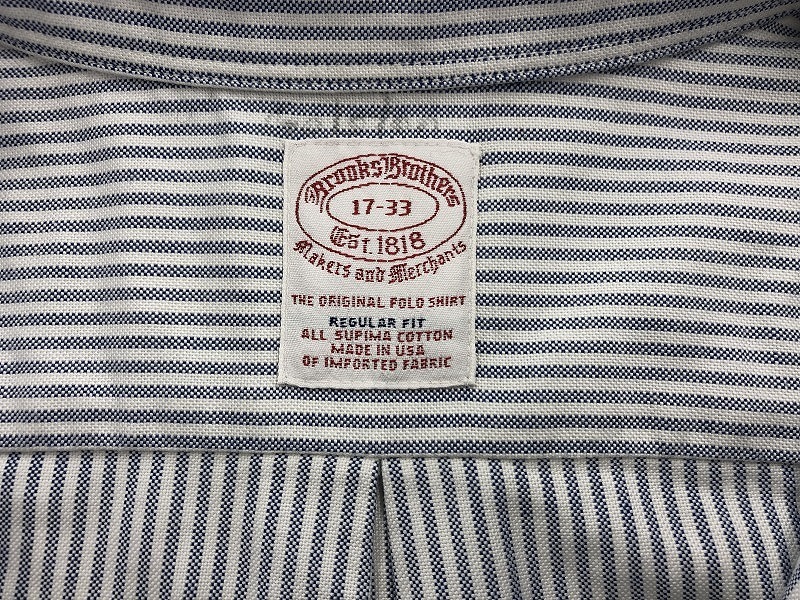 Brooks Brothers
17-33
Est 1818
Makers and Merchants
THE ORIGINAL POLO SHIRT
REGULAR FIT
ALL SUPIMA COTTON
MADE IN USA
OF IMPORTED FABRIC